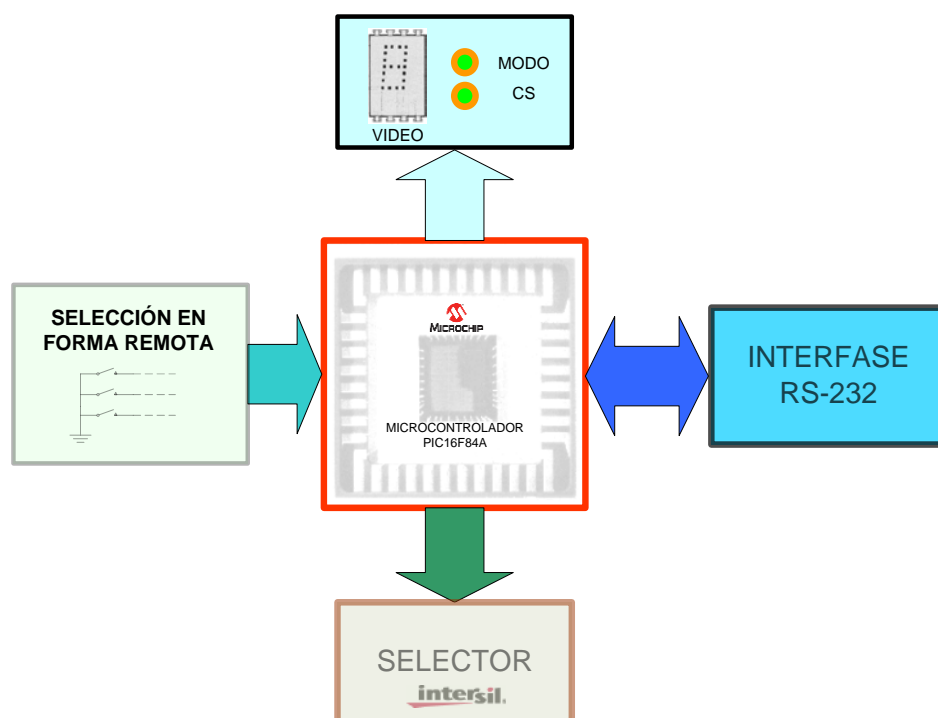 MODO
CS
VIDEO
SELECCIÓN EN
FORMA REMOTA
MICROCHIP
MICROCONTROLADOR
PIC16F84A
INTERFASE
RS-232
SELECTOR
intersil.